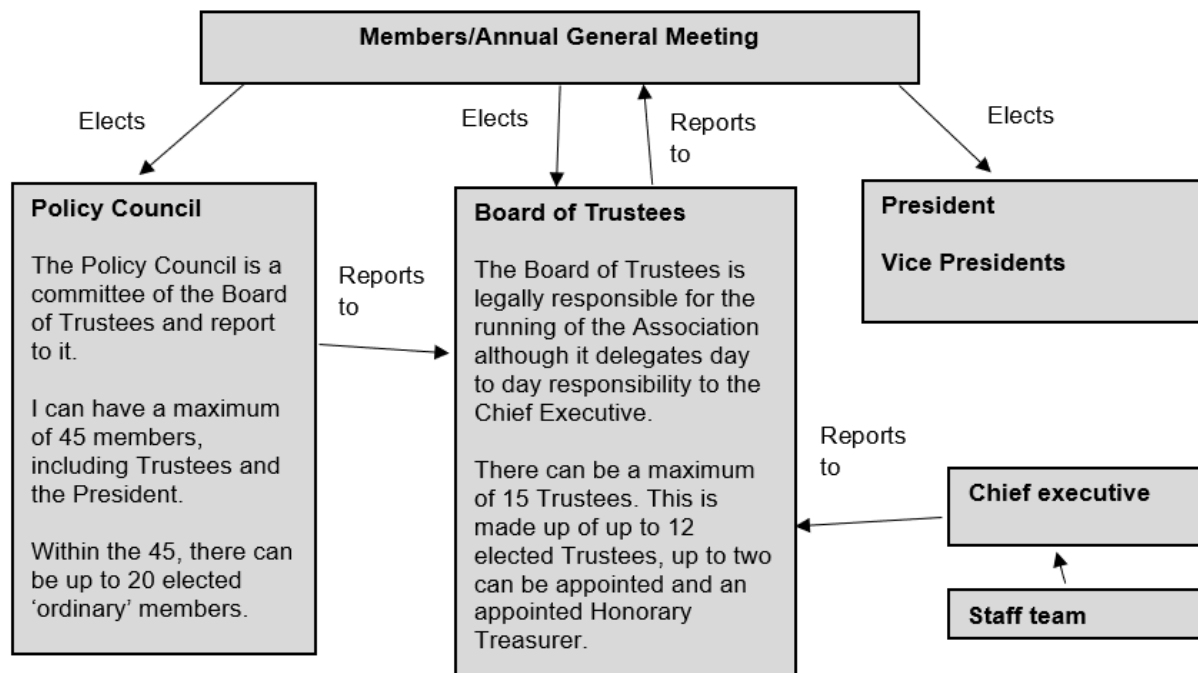 Members/Annual General Meeting
Elects
Elects
Reports
to
Elects
Policy Council
The Policy Council is a
committee of the Board
of Trustees and report
to it.
I can have a maximum
of 45 members,
including Trustees and
the President.
Within the 45, there can
be up to 20 elected
‘ordinary’ members.
Reports
to
Board of Trustees
The Board of Trustees is
legally responsible for the
running of the Association
although it delegates day
to day responsibility to the
Chief Executive.
There can be a maximum
of 15 Trustees. This is
made up of up to 12
elected Trustees, up to two
can be appointed and an
appointed Honorary
Treasurer.
President
Vice Presidents
Reports
to
Chief executive
Staff team